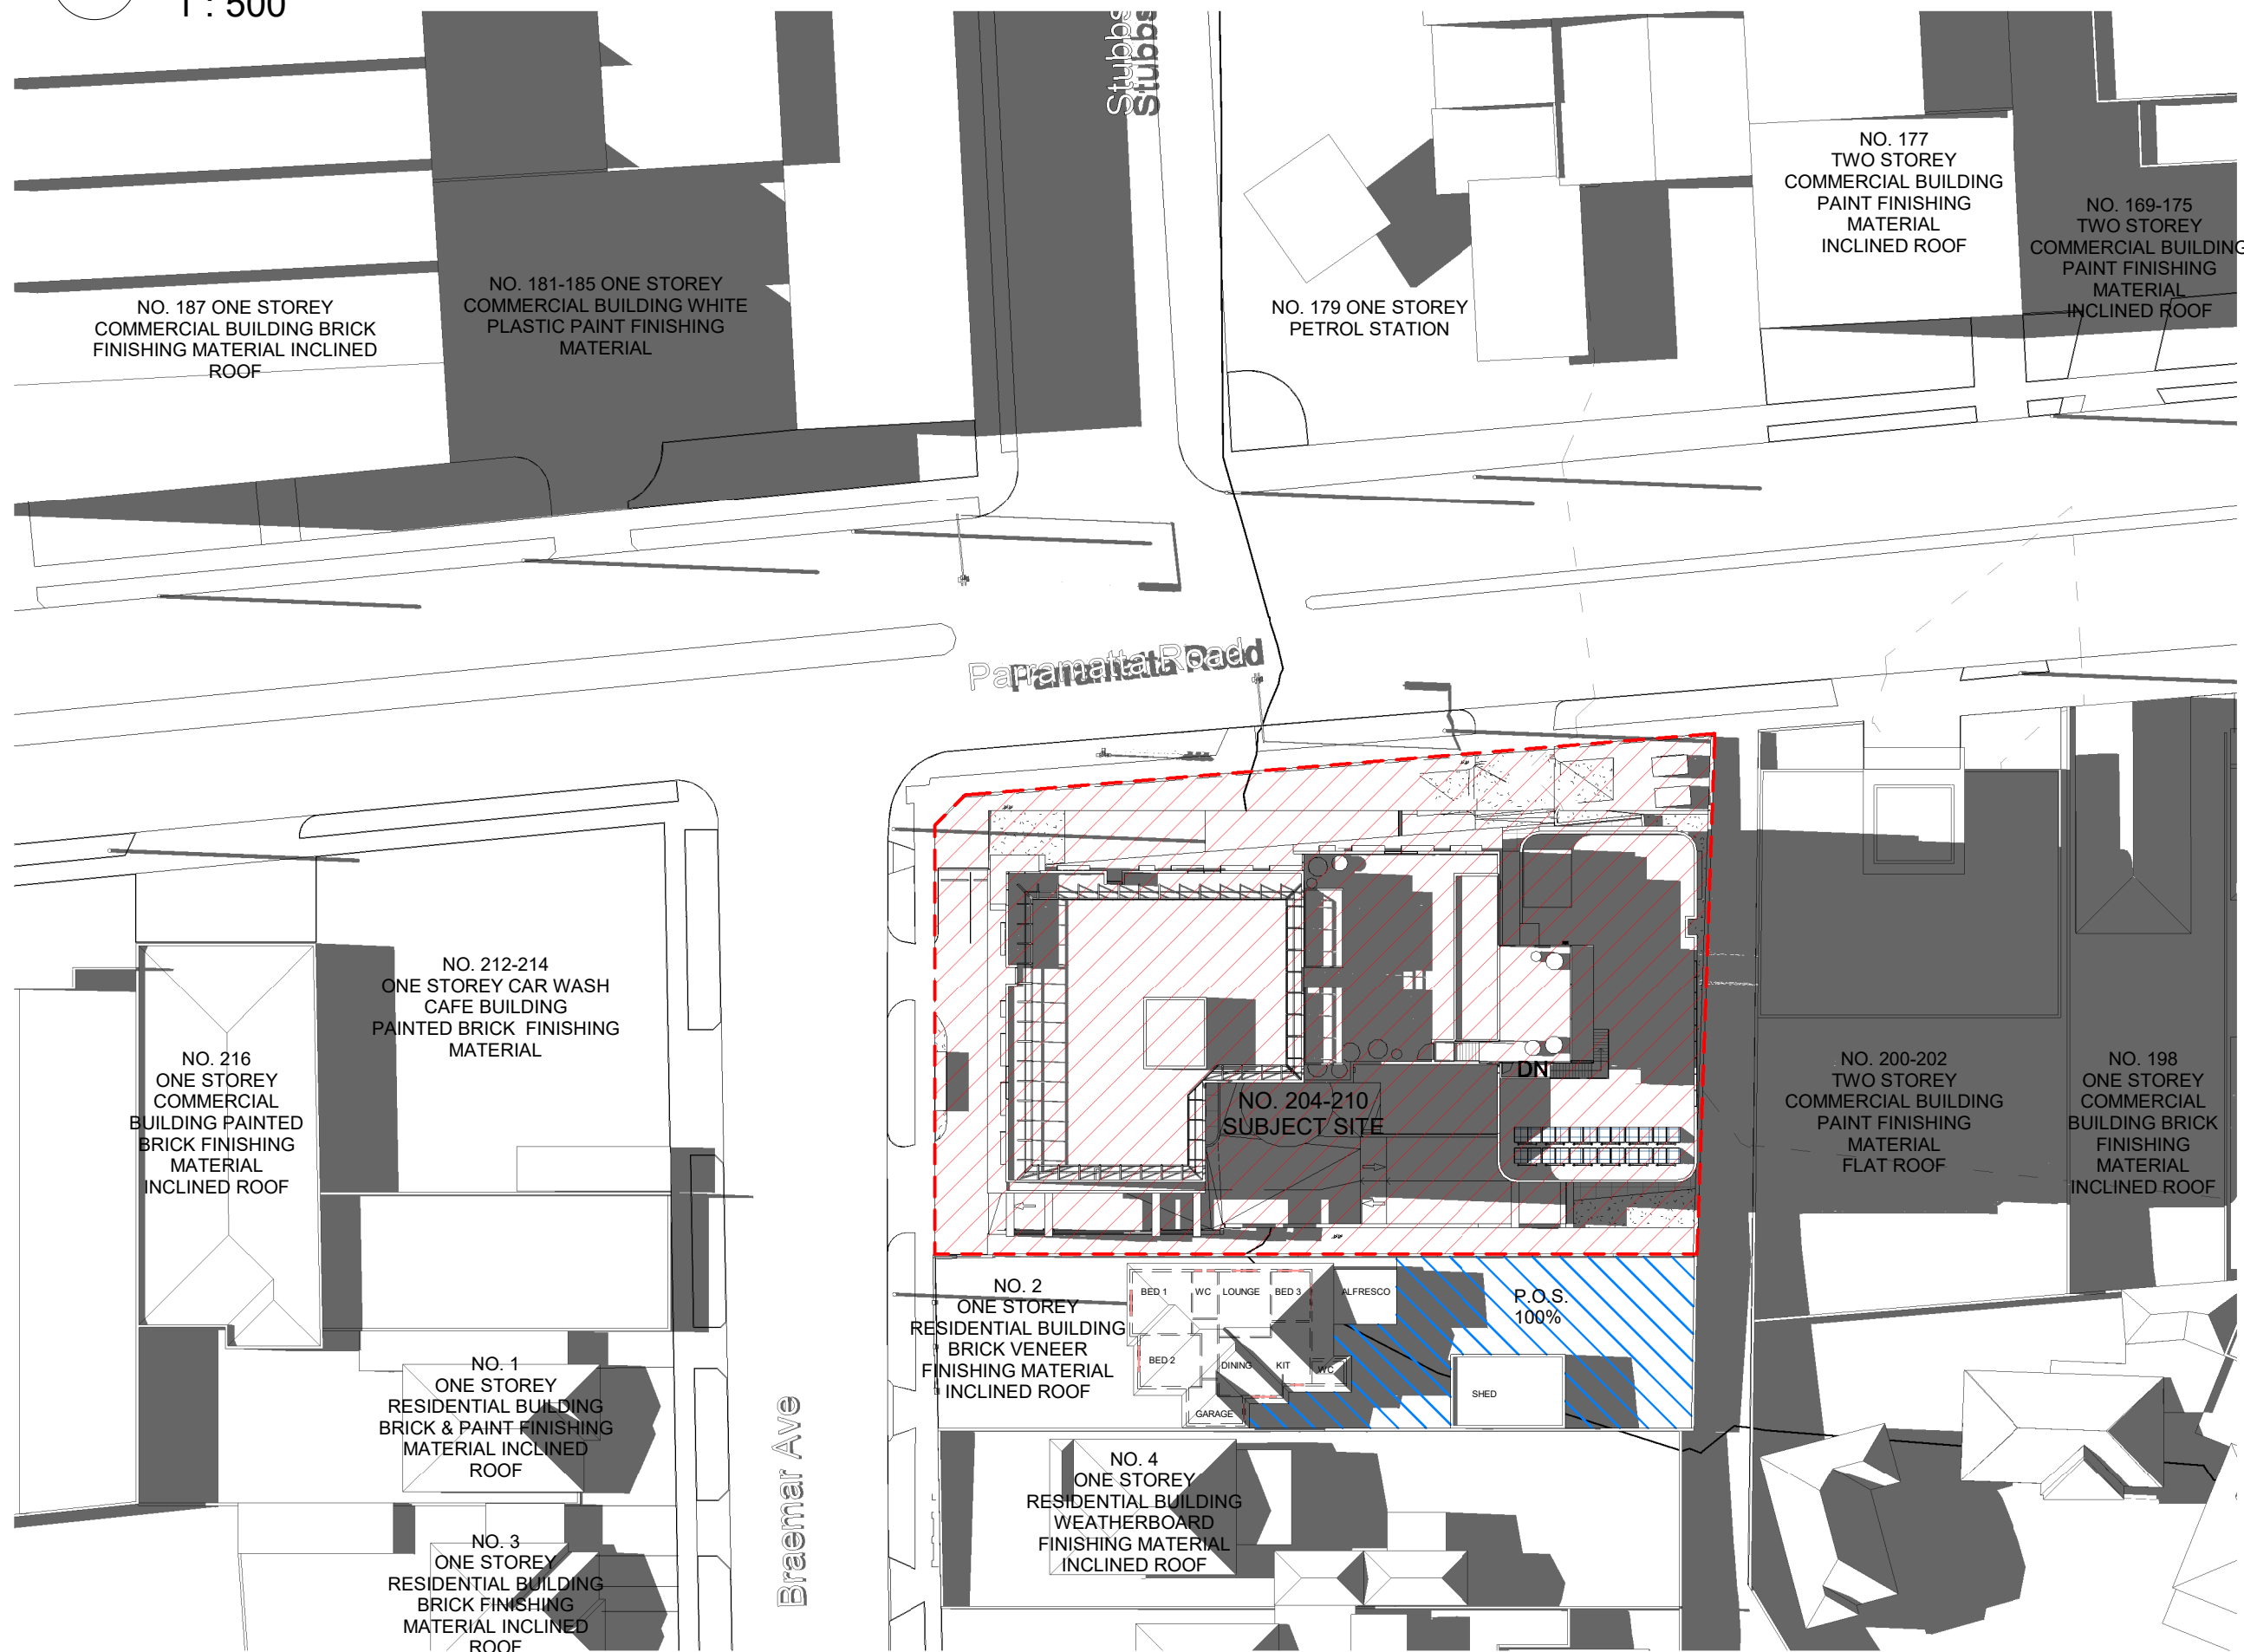 1 : 500
Stubbs
NO. 177
TWO STOREY
COMMERCIAL BUILDING
PAINT FINISHING
MATERIAL
INCLINED ROOF
NO. 169-175
TWO STOREY
COMMERCIAL BUILDING
PAINT FINISHING
MATERIAL
INCLINED ROOF
NO. 187 ONE STOREY
COMMERCIAL BUILDING BRICK
FINISHING MATERIAL INCLINED
ROOF
NO. 181-185 ONE STOREY
COMMERCIAL BUILDING WHITE
PLASTIC PAINT FINISHING
MATERIAL
NO. 179 ONE STOREY
PETROL STATION
Parramatta Road
NO. 212-214
ONE STOREY CAR WASH
CAFE BUILDING
PAINTED BRICK FINISHING
MATERIAL
NO. 216
ONE STOREY
COMMERCIAL
BUILDING PAINTED
BRICK FINISHING
MATERIAL
INCLINED ROOF
DN
NO. 204-210
SUBJECT SITE
NO. 200-202
TWO STOREY
COMMERCIAL BUILDING
PAINT FINISHING
MATERIAL
FLAT ROOF
NO. 198
ONE STOREY
COMMERCIAL
BUILDING BRICK
FINISHING
MATERIAL
INCLINED ROOF
NO. 2
ONE STOREY
RESIDENTIAL BUILDING
BRICK VENEER
FINISHING MATERIAL
INCLINED ROOF
BED 1
WC
LOUNGE
BED 3
ALFRESCO
P.O.S.
100%
BED 2
DINING
KIT
WC
SHED
GARAGE
NO. 1
ONE STOREY
RESIDENTIAL BUILDING
BRICK & PAINT FINISHING
MATERIAL INCLINED
ROOF
Braemar Ave
NO. 4
ONE STOREY
RESIDENTIAL BUILDING
WEATHERBOARD
FINISHING MATERIAL
INCLINED ROOF
NO. 3
ONE STOREY
RESIDENTIAL BUILDING
BRICK FINISHING
MATERIAL INCLINED
ROOF